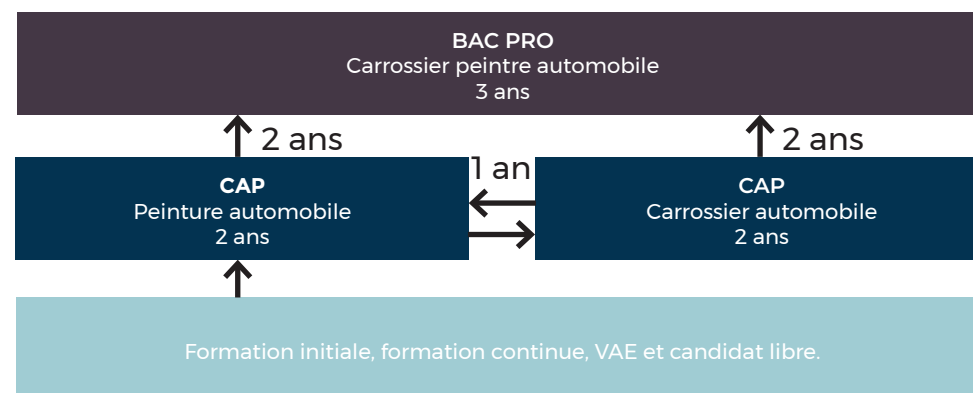 BAC PRO
Carrossier peintre automobile
3 ans
2 ans
2 ans
1 an
CAP
Peinture automobile
2 ans
CAP
Carrossier automobile
2 ans
Formation initiale, formation continue, VAE et candidat libre.